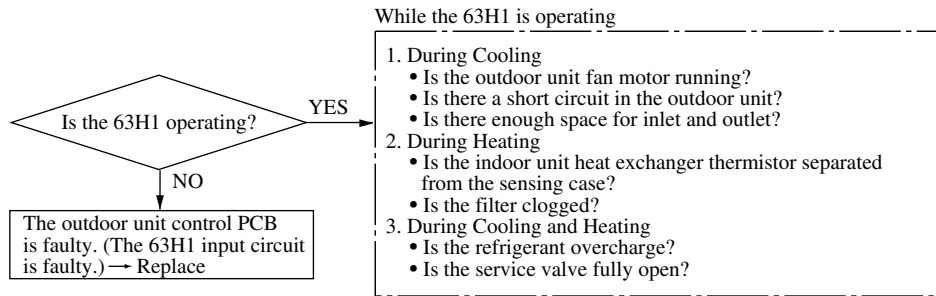 While the 63H1 is operating
Is the 63H1 operating?
YES
NO
The outdoor unit control PCB
is faulty. (The 63H1 input circuit
is faulty.) → Replace
1. During Cooling
• Is the outdoor unit fan motor running?
• Is there a short circuit in the outdoor unit?
• Is there enough space for inlet and outlet?
2. During Heating
• Is the indoor unit heat exchanger thermistor separated
from the sensing case?
• Is the filter clogged?
3. During Cooling and Heating
• Is the refrigerant overcharge?
• Is the service valve fully open?